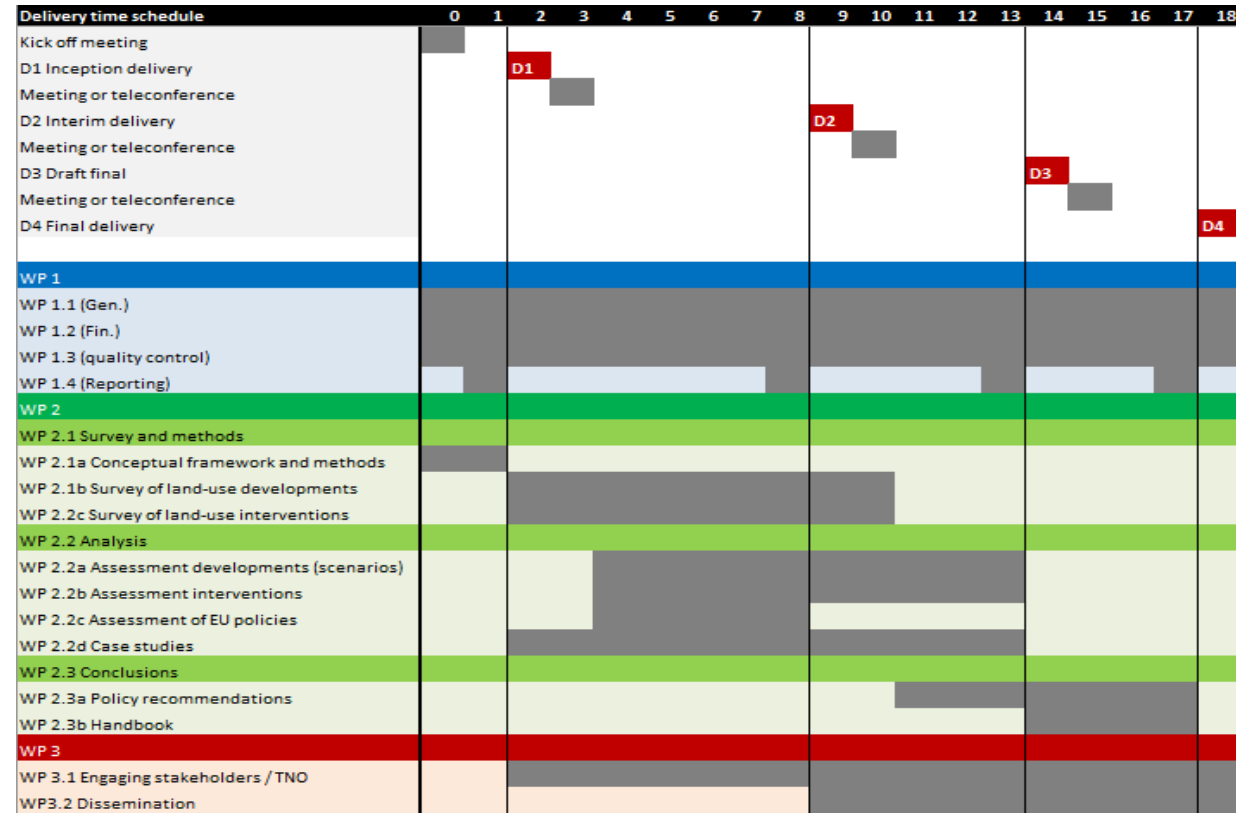 Delivery time schedule 0 1 2 3 4 5 6 7 8 9 10 11 12 13 14 15 16 17 18
Kick off meeting
D1 Inception delivery D1
Meeting or teleconference
D2 Interim delivery D2
Meeting or teleconference
D3 Draft final D3
Meeting or teleconference
D4 Final delivery D4
WP 1
WP 1.1 (Gen.)
WP 1.2 (Fin.)
WP 1.3 (quality control)
WP 1.4 (Reporting)
WP 2
WP 2.1 Survey and methods
WP 2.1a Conceptual framework and methods
WP 2.1b Survey of land-use developments
WP 2.2c Survey of land-use interventions
WP 2.2 Analysis
WP 2.2a Assessment developments (scenarios)
WP 2.2b Assessment interventions
WP 2.2c Assessment of EU policies
WP 2.2d Case studies
WP 2.3 Conclusions
WP 2.3a Policy recommendations
WP 2.3b Handbook
WP 3
WP 3.1 Engaging stakeholders / TNO
WP3.2 Dissemination